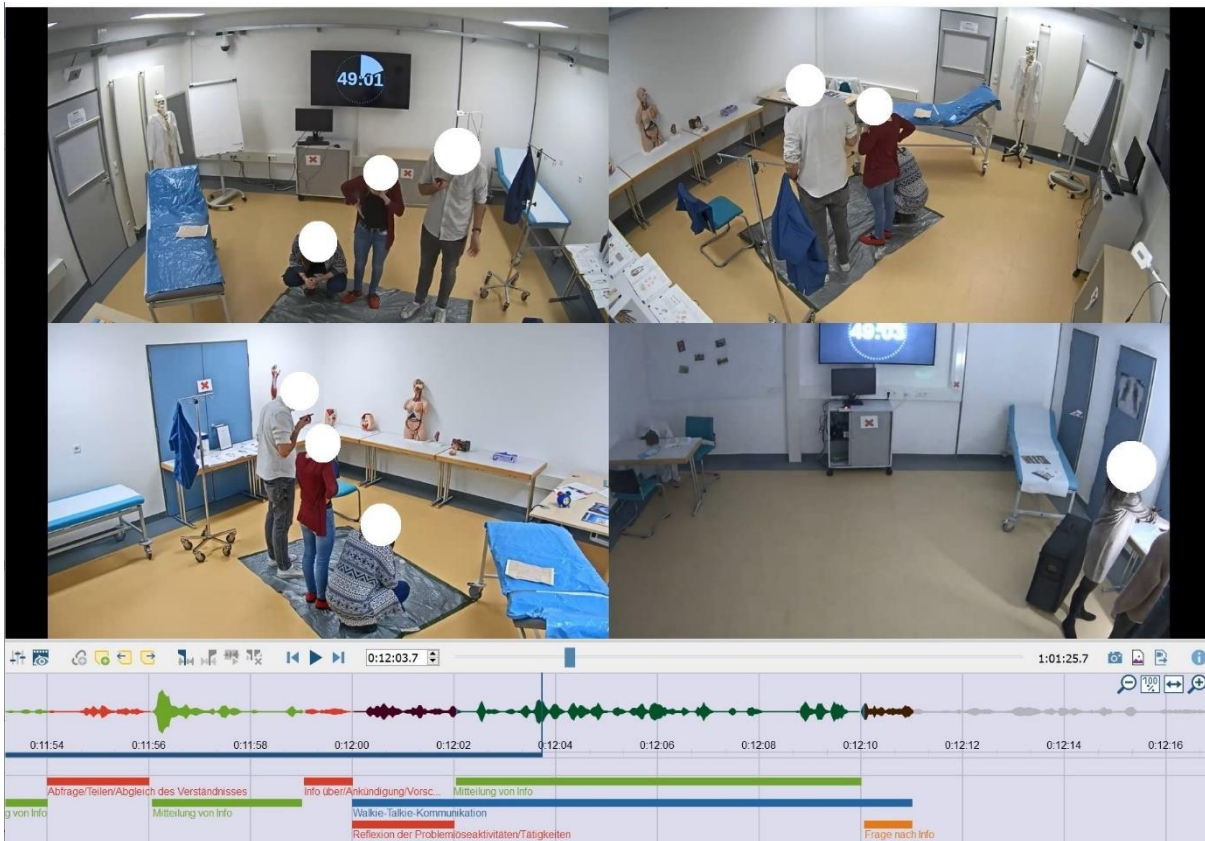 49:01
49:03
0:12:03.7
1:01:25.7
100
%
0:11:54
0:11:56
0:11:58
0:12:00
0:12:02
0:12:04
0:12:06
0:12:08
0:12:10
0:12:12
0:12:14
0:12:16
Abfrage/Teilen/Abgleich des Verständnisses
Info über/Ankündigung/Vorsc...
Mitteilung von Info
g von Info
Mitteilung von Info
Walkie-Talkie-Kommunikation
Reflexion der Problemlöseaktivitäten/Tätigkeiten
Frage nach Info